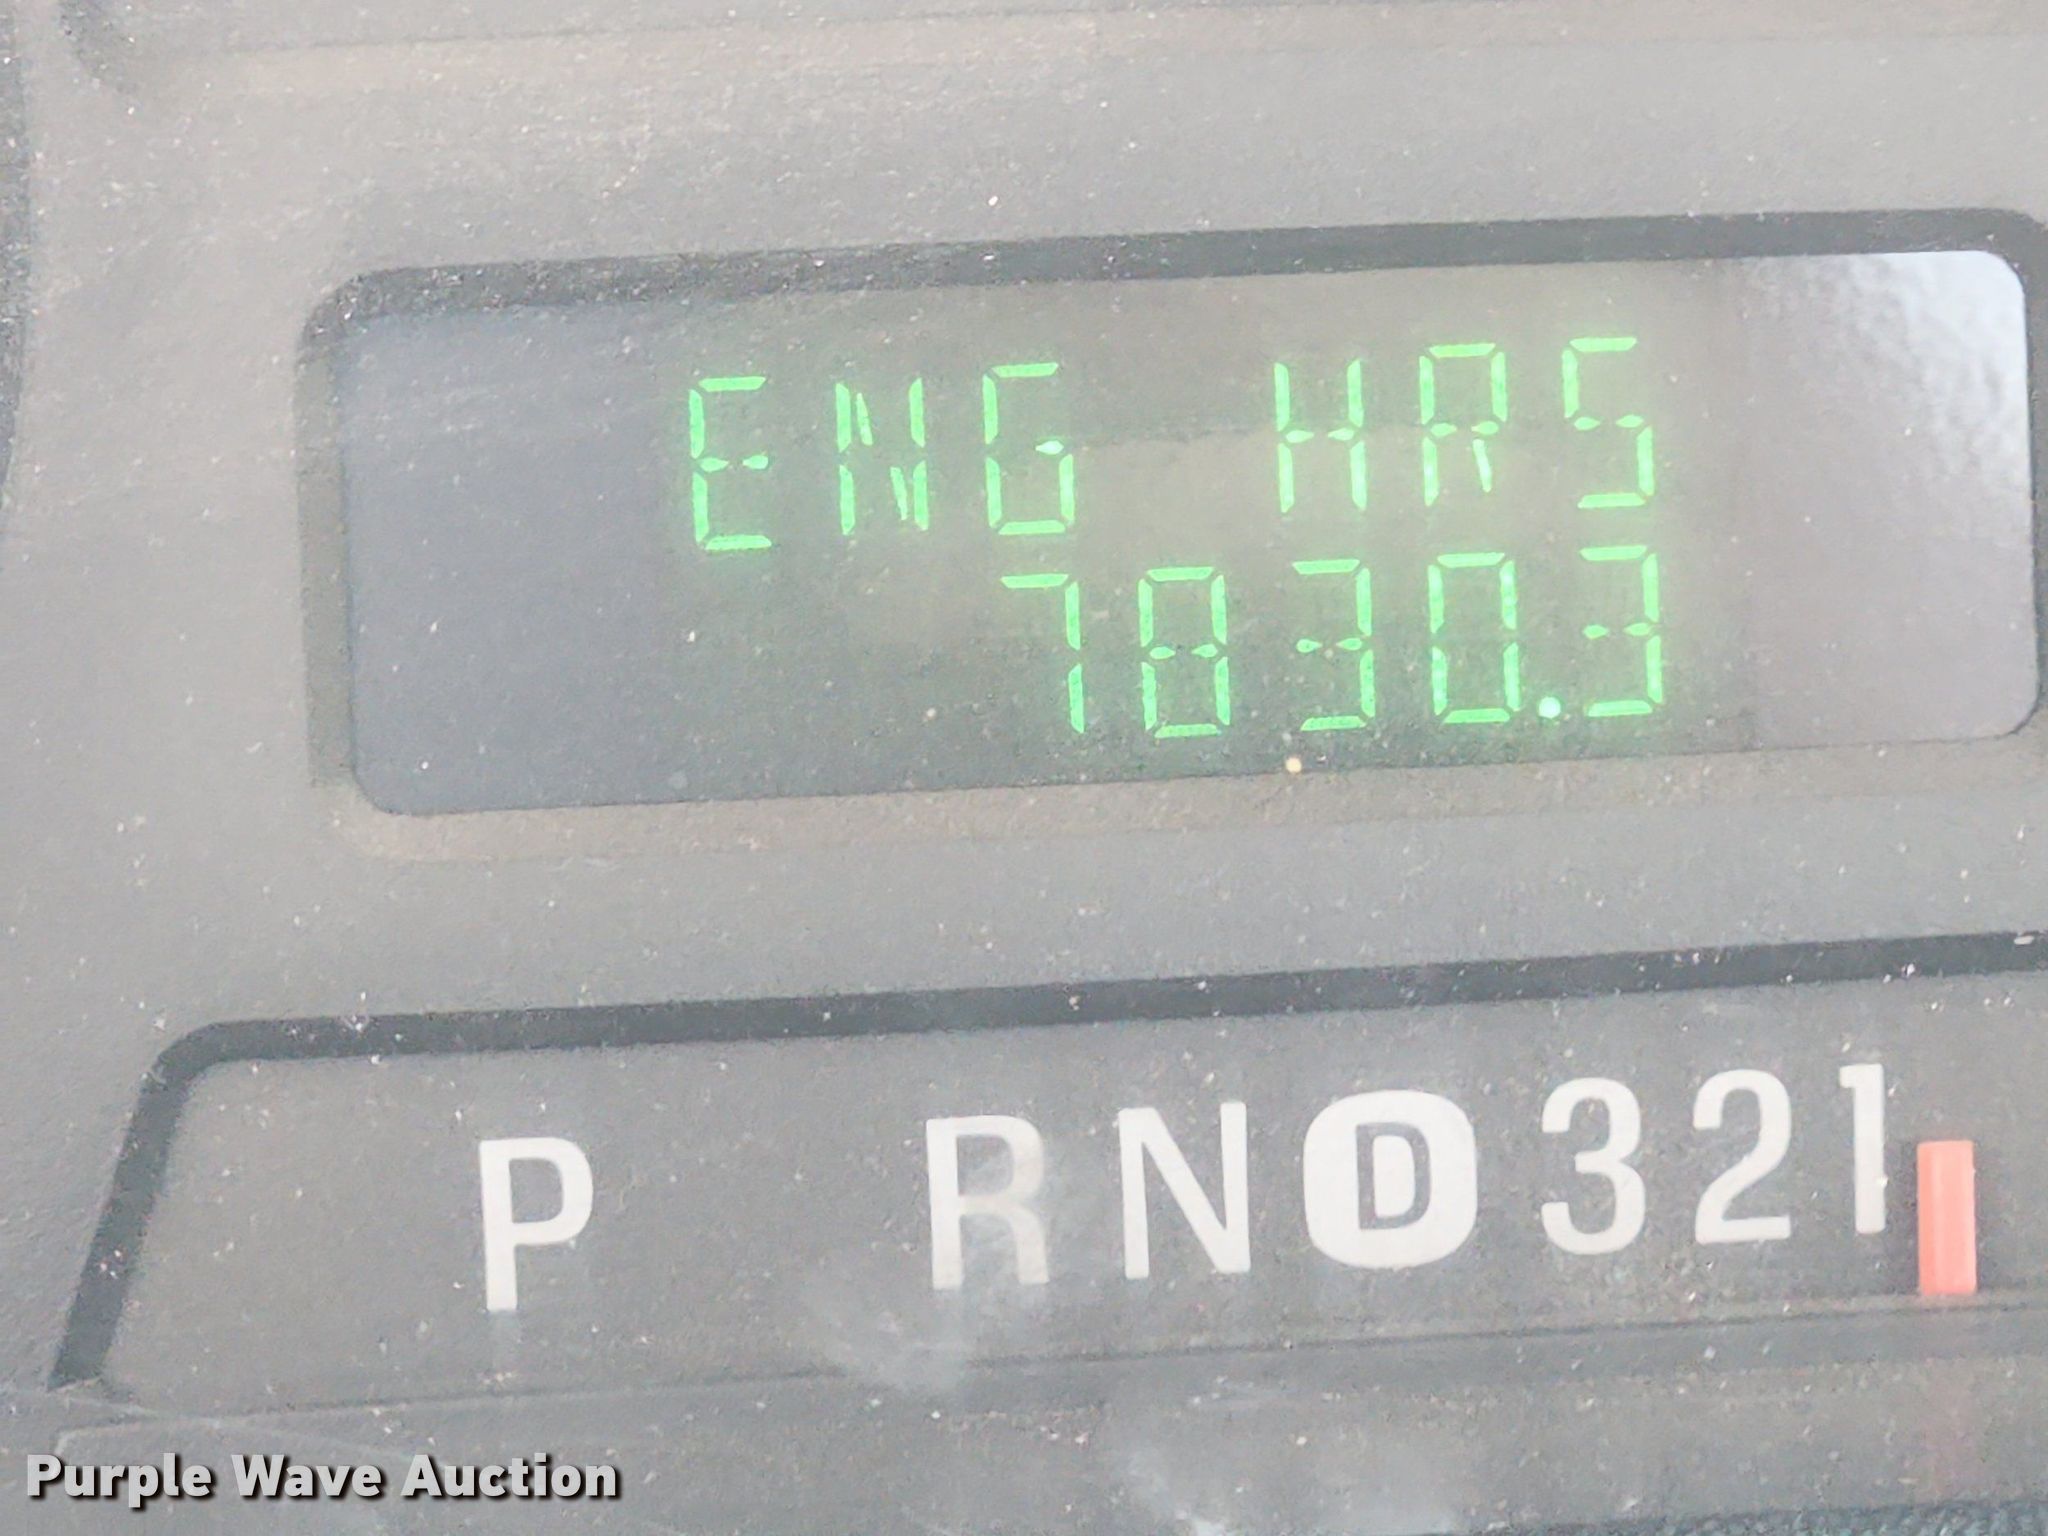 ENG HRS
7830.3
P R N D 3 2 1
Purple Wave Auction